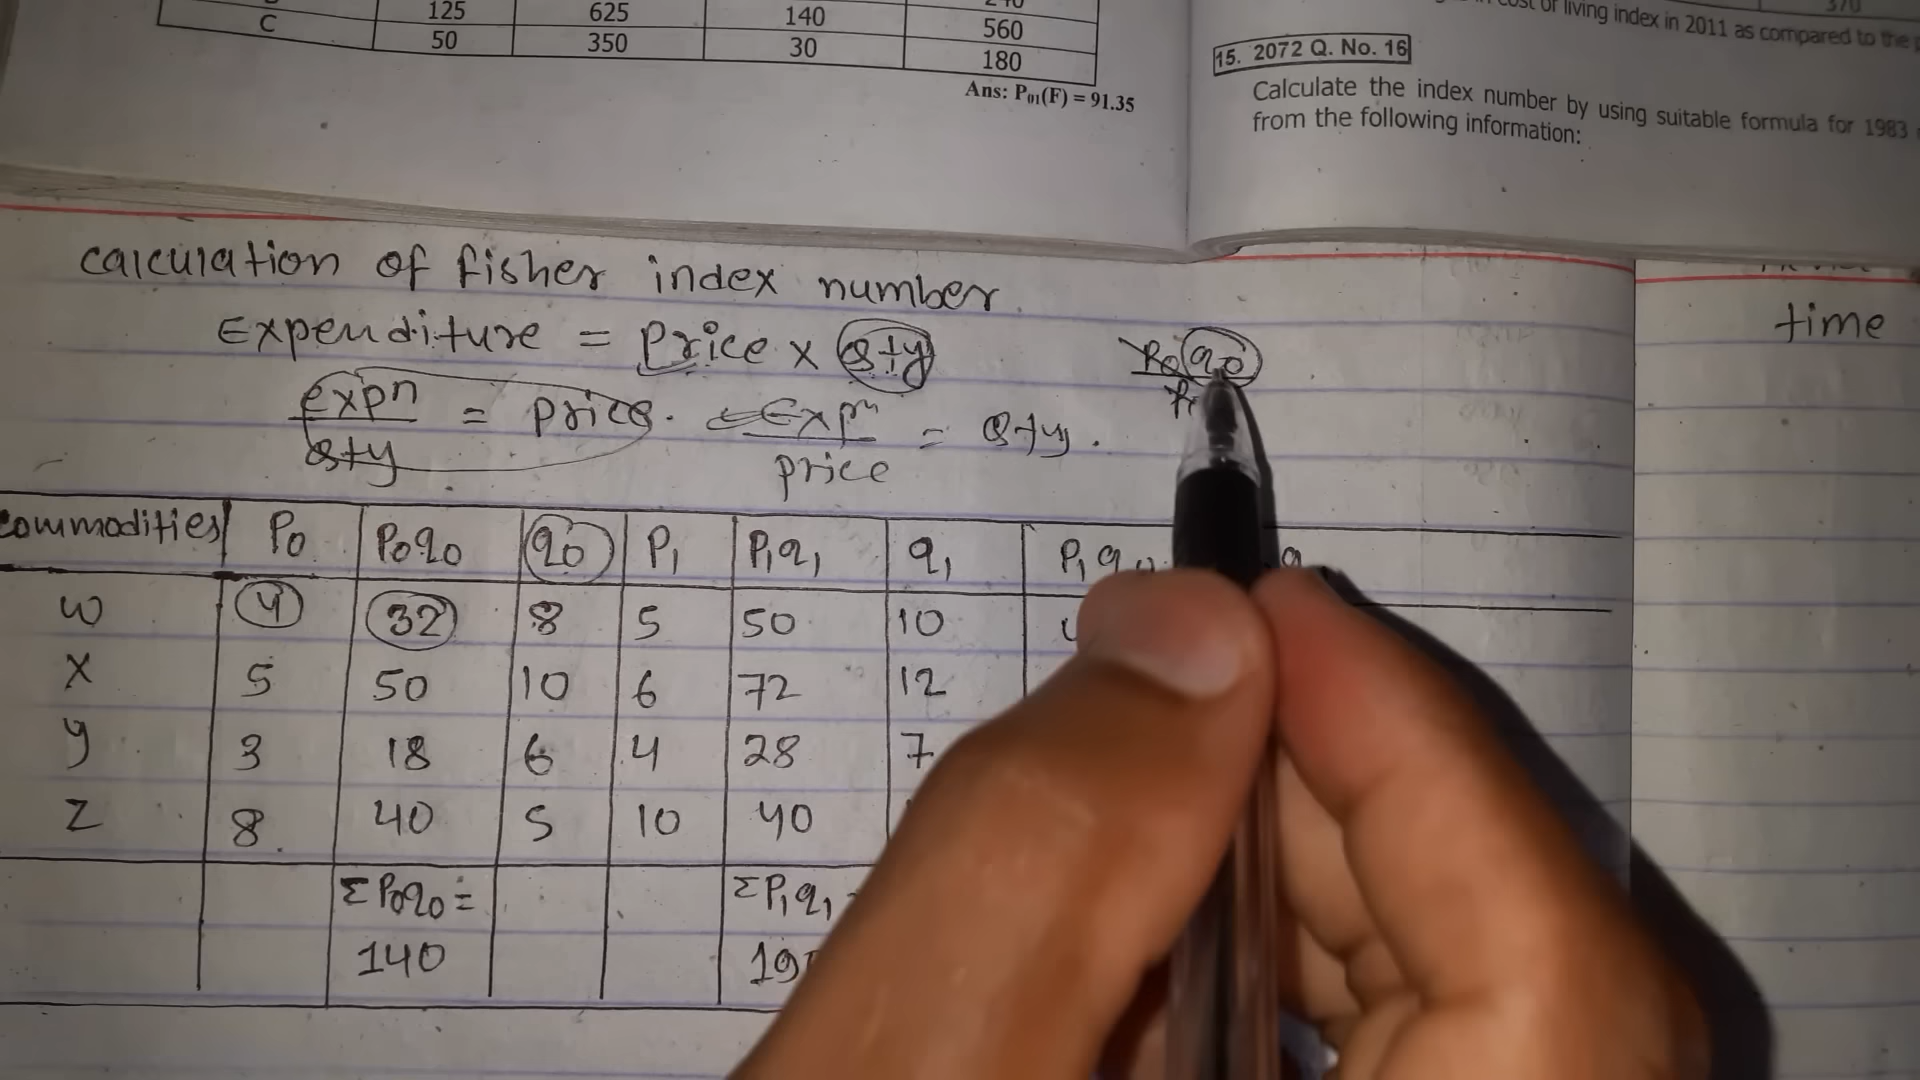 125 625 140
C 50 350 30 560
180
Ans: P01(F) = 91.35
cost of living index in 2011 as compared to the
15. 2072 Q. No. 16
Calculate the index number by using suitable formula for 1983
from the following information:
calculation of fisher index number
time
Expenditure = Price x Qty
P0 q0
expn = price. Expn = Qty.
Qty price
commodities P0 P0q0 q0 P1 P1q1 q1 P1q0
w 4 32 8 5 50 10
X 5 50 10 6 72 12
y 3 18 6 4 28 7
Z 8 40 5 10 40
ΣP0q0 = ΣP1q1
140